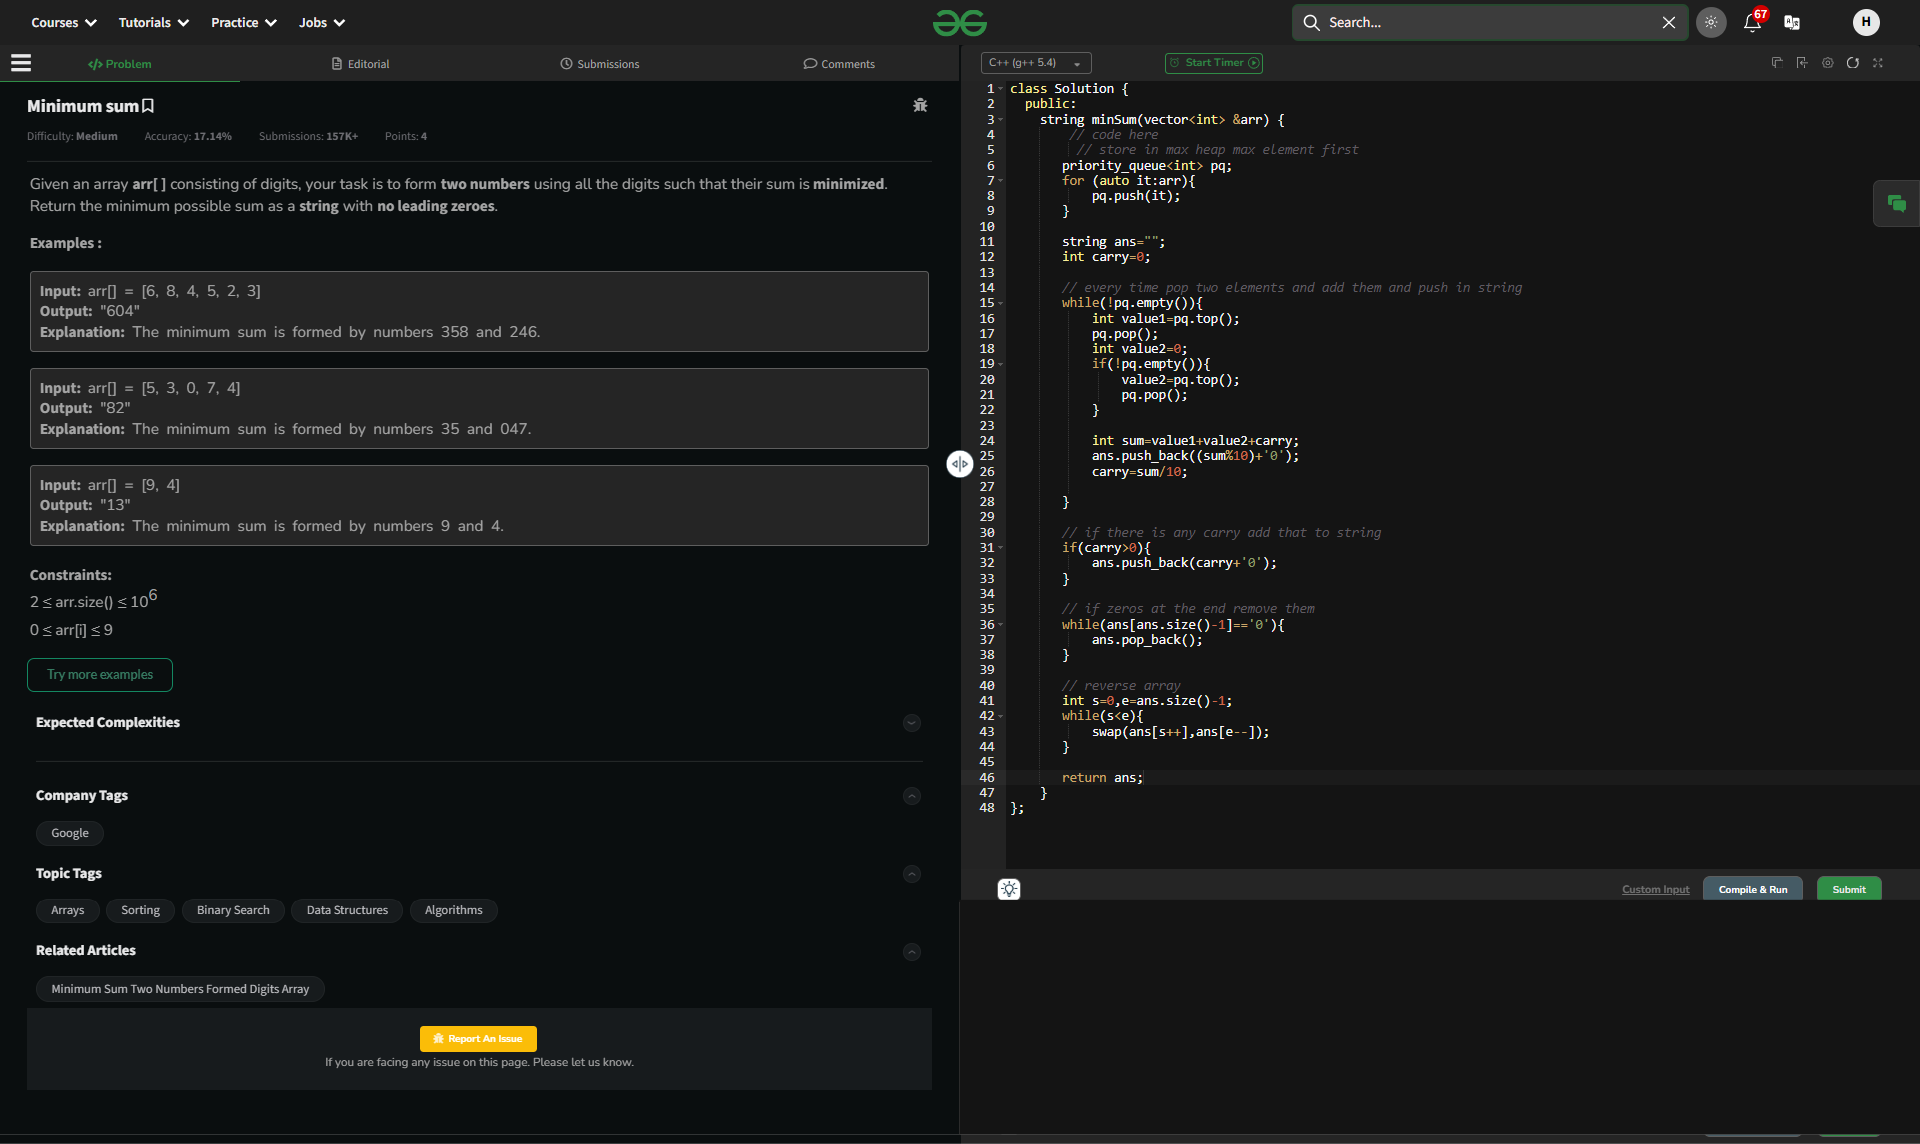 Courses Tutorials Practice Jobs
Search...
67
H
Problem Editorial Submissions Comments
C++ (g++ 5.4) Start Timer
Minimum sum
Difficulty: Medium Accuracy: 17.14% Submissions: 157K+ Points: 4
Given an array arr[ ] consisting of digits, your task is to form two numbers using all the digits such that their sum is minimized.
Return the minimum possible sum as a string with no leading zeroes.
Examples :
Input: arr[] = [6, 8, 4, 5, 2, 3]
Output: "604"
Explanation: The minimum sum is formed by numbers 358 and 246.
Input: arr[] = [5, 3, 0, 7, 4]
Output: "82"
Explanation: The minimum sum is formed by numbers 35 and 047.
Input: arr[] = [9, 4]
Output: "13"
Explanation: The minimum sum is formed by numbers 9 and 4.
Constraints:
2 ≤ arr.size() ≤ 10^6
0 ≤ arr[i] ≤ 9
Try more examples
Expected Complexities
Company Tags
Google
Topic Tags
Arrays Sorting Binary Search Data Structures Algorithms
Related Articles
Minimum Sum Two Numbers Formed Digits Array
Report An Issue
If you are facing any issue on this page. Please let us know.
1 class Solution {
2 public:
3 string minSum(vector<int> &arr) {
4 // code here
5 // store in max heap max element first
6 priority_queue<int> pq;
7 for (auto it:arr){
8 pq.push(it);
9 }
10
11 string ans="";
12 int carry=0;
13
14 // every time pop two elements and add them and push in string
15 while(!pq.empty()){
16 int value1=pq.top();
17 pq.pop();
18 int value2=0;
19 if(!pq.empty()){
20 value2=pq.top();
21 pq.pop();
22 }
23
24 int sum=value1+value2+carry;
25 ans.push_back((sum%10)+'0');
26 carry=sum/10;
27
28 }
29
30 // if there is any carry add that to string
31 if(carry>0){
32 ans.push_back(carry+'0');
33 }
34
35 // if zeros at the end remove them
36 while(ans[ans.size()-1]=='0'){
37 ans.pop_back();
38 }
39
40 // reverse array
41 int s=0,e=ans.size()-1;
42 while(s<e){
43 swap(ans[s++],ans[e--]);
44 }
45
46 return ans;
47 }
48 };
Custom Input Compile & Run Submit